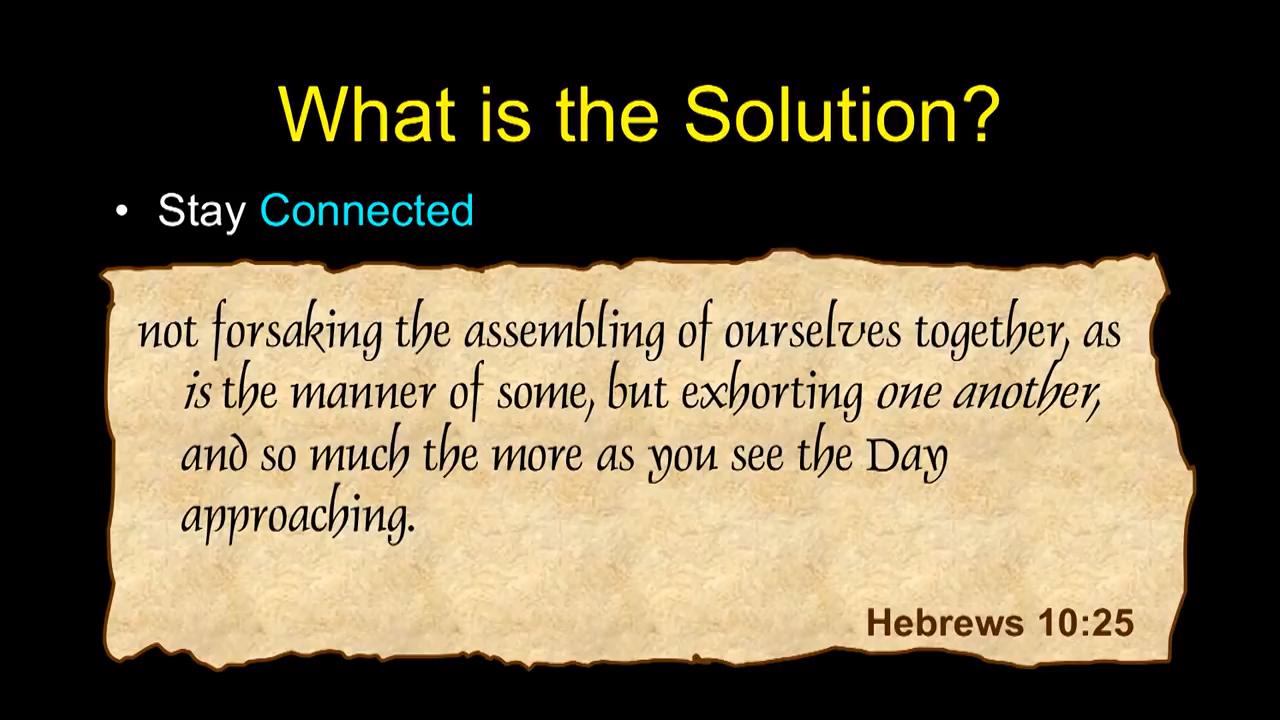 What is the Solution?
• Stay Connected
not forsaking the assembling of ourselves together, as
is the manner of some, but exhorting one another,
and so much the more as you see the Day
approaching.
Hebrews 10:25